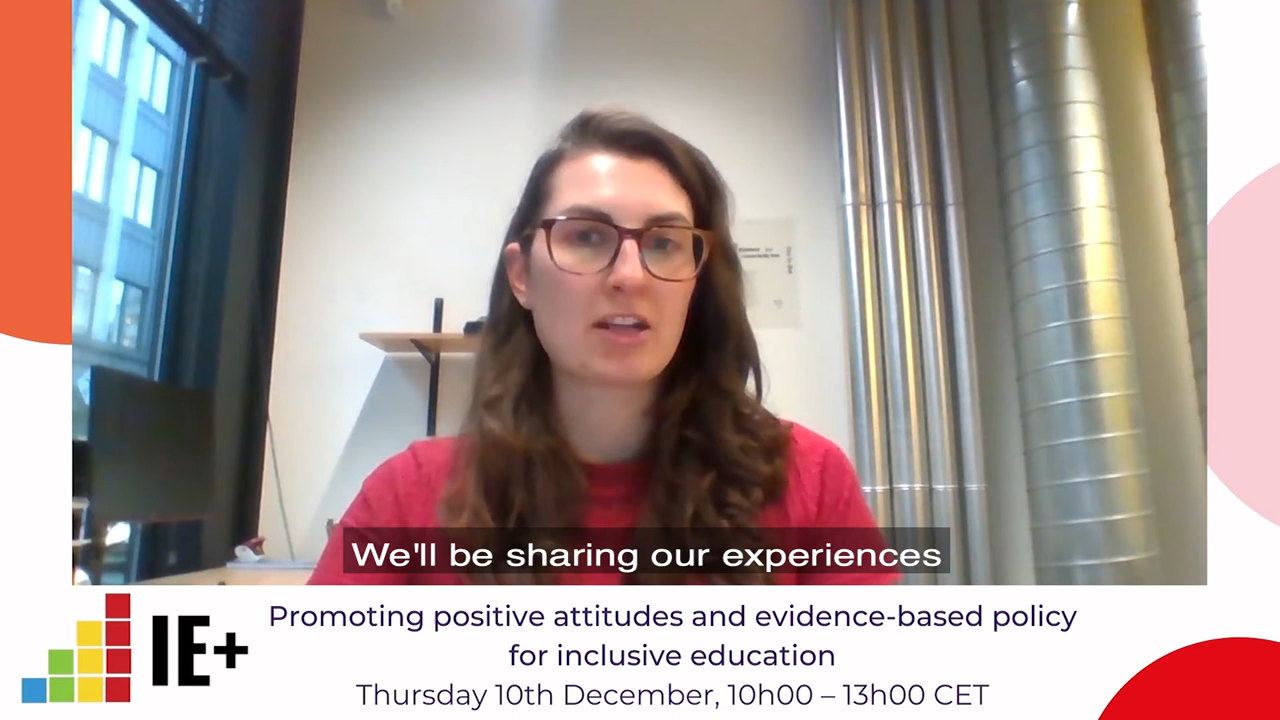 We'll be sharing our experiences
IE+
Promoting positive attitudes and evidence-based policy
for inclusive education
Thursday 10th December, 10h00 – 13h00 CET